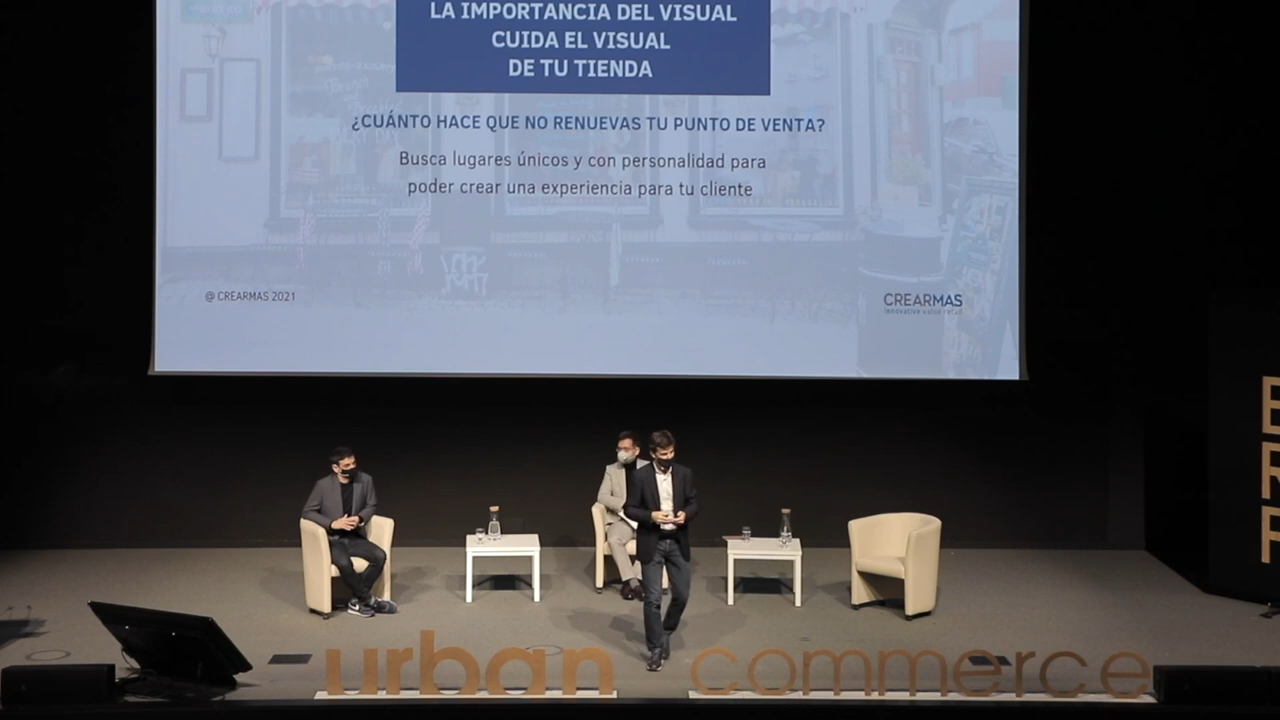 LA IMPORTANCIA DEL VISUAL
CUIDA EL VISUAL
DE TU TIENDA
¿CUÁNTO HACE QUE NO RENUEVAS TU PUNTO DE VENTA?
Busca lugares únicos y con personalidad para
poder crear una experiencia para tu cliente
@ CREARMAS 2021
CREARMAS
innovative value retail
E
R
F
urban commerce